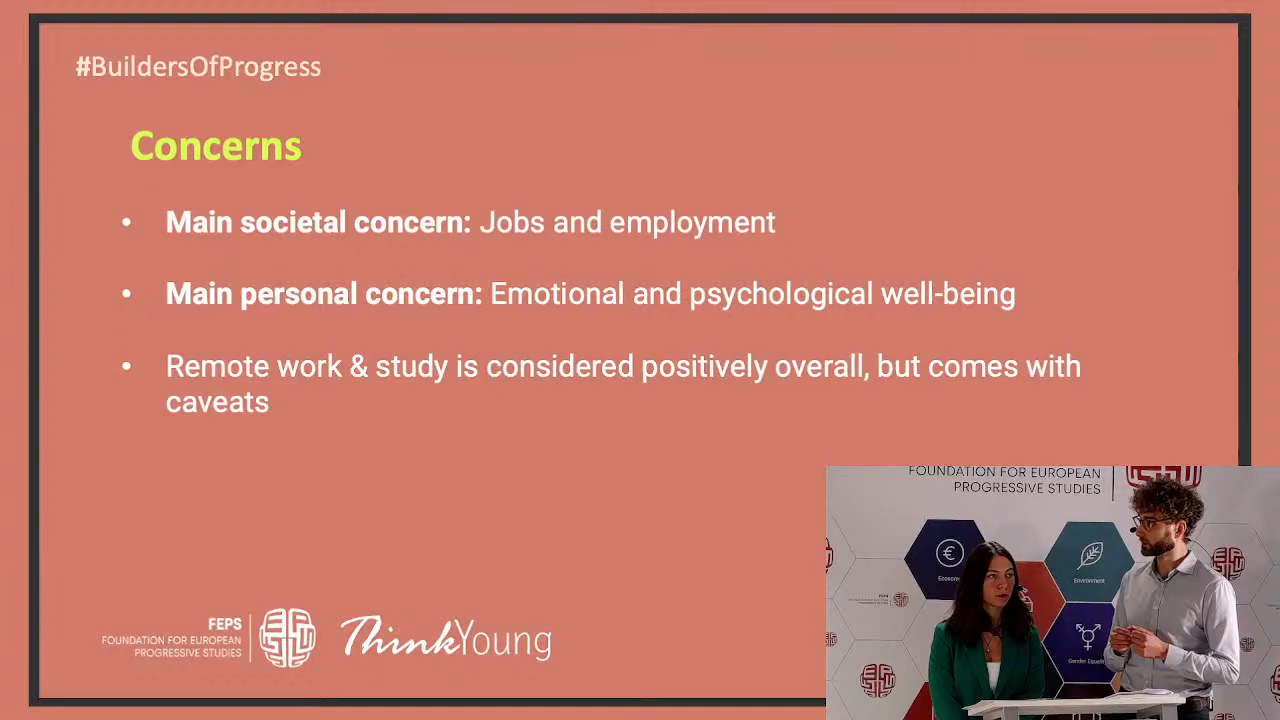 #BuildersOfProgress
Concerns
• Main societal concern: Jobs and employment
• Main personal concern: Emotional and psychological well-being
• Remote work & study is considered positively overall, but comes with
caveats
FEPS
FOUNDATION FOR EUROPEAN
PROGRESSIVE STUDIES
ThinkYoung
FOUNDATION FOR EUROPEAN
PROGRESSIVE STUDIES
Environment